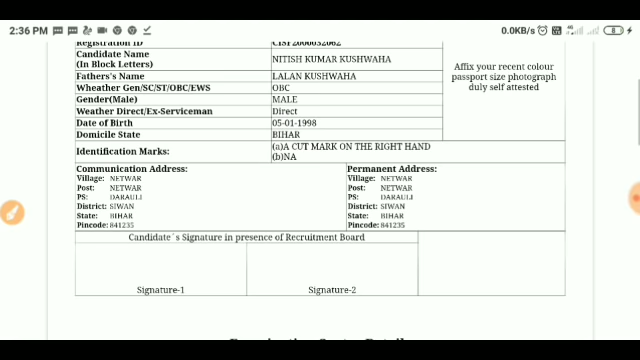 2:36 PM
0.0KB/s
8
Registration ID CISF2000032062
Candidate Name
(In Block Letters) NITISH KUMAR KUSHWAHA
Fathers's Name LALAN KUSHWAHA
Wheather Gen/SC/ST/OBC/EWS OBC
Gender(Male) MALE
Weather Direct/Ex-Serviceman Direct
Date of Birth 05-01-1998
Domicile State BIHAR
Affix your recent colour
passport size photograph
duly self attested
Identification Marks: (a)A CUT MARK ON THE RIGHT HAND
(b)NA
Communication Address:
Village: NETWAR
Post: NETWAR
PS: DARAULI
District: SIWAN
State: BIHAR
Pincode: 841235
Permanent Address:
Village: NETWAR
Post: NETWAR
PS: DARAULI
District: SIWAN
State: BIHAR
Pincode: 841235
Candidate´s Signature in presence of Recruitment Board
Signature-1 Signature-2